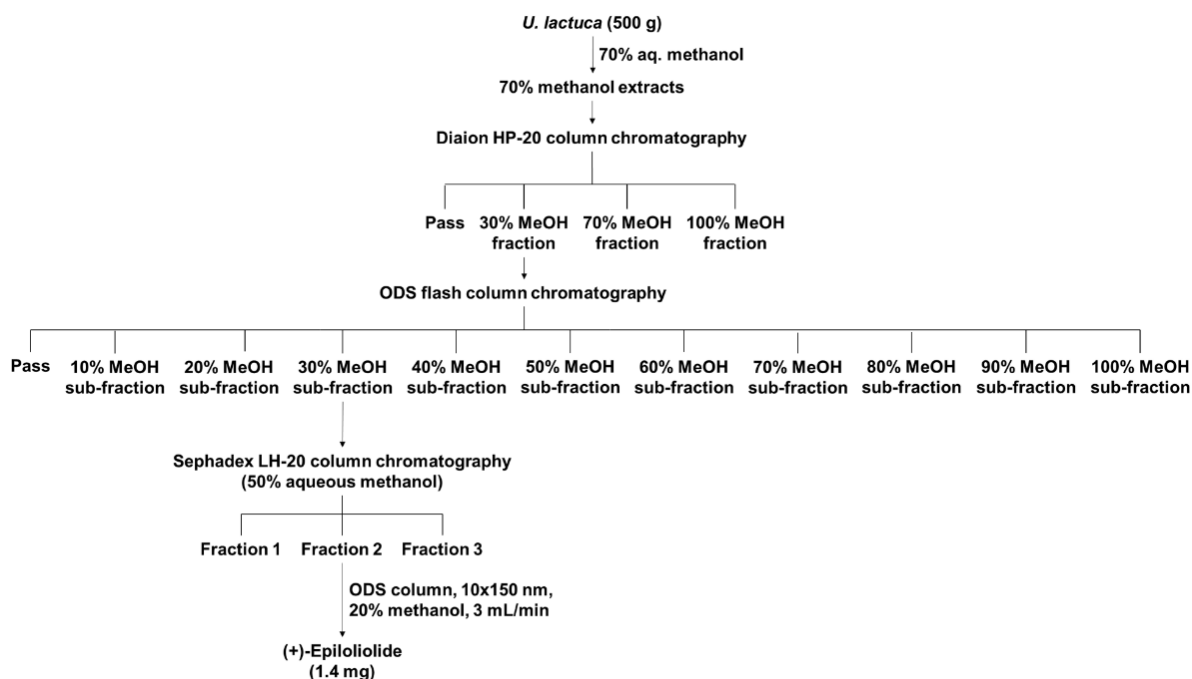 U. lactuca (500 g)
70% aq. methanol
70% methanol extracts
Diaion HP-20 column chromatography
Pass 30% MeOH 70% MeOH 100% MeOH
fraction fraction fraction
ODS flash column chromatography
Pass 10% MeOH 20% MeOH 30% MeOH 40% MeOH 50% MeOH 60% MeOH 70% MeOH 80% MeOH 90% MeOH 100% MeOH
sub-fraction sub-fraction sub-fraction sub-fraction sub-fraction sub-fraction sub-fraction sub-fraction sub-fraction sub-fraction
Sephadex LH-20 column chromatography
(50% aqueous methanol)
Fraction 1 Fraction 2 Fraction 3
ODS column, 10x150 nm,
20% methanol, 3 mL/min
(+)-Epiloliolide
(1.4 mg)